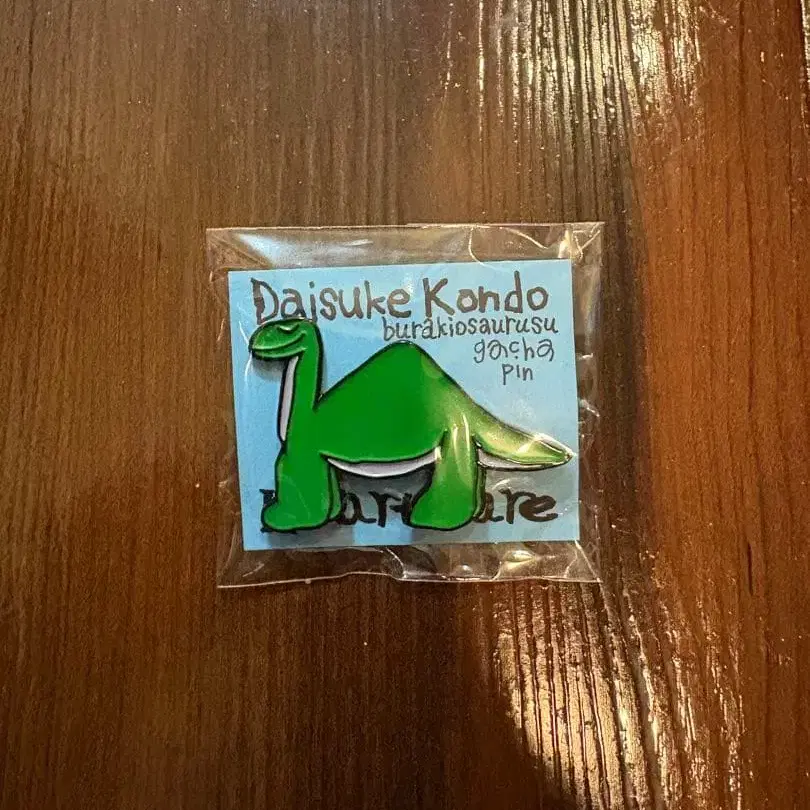 Daisuke Kondo
burakiosaurusu
gacha
pin